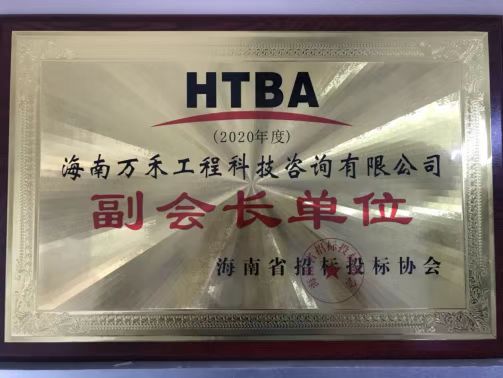 HTBA
(2020年度)
海南万禾工程科技咨询有限公司
副会长单位
海南省招标投标协会